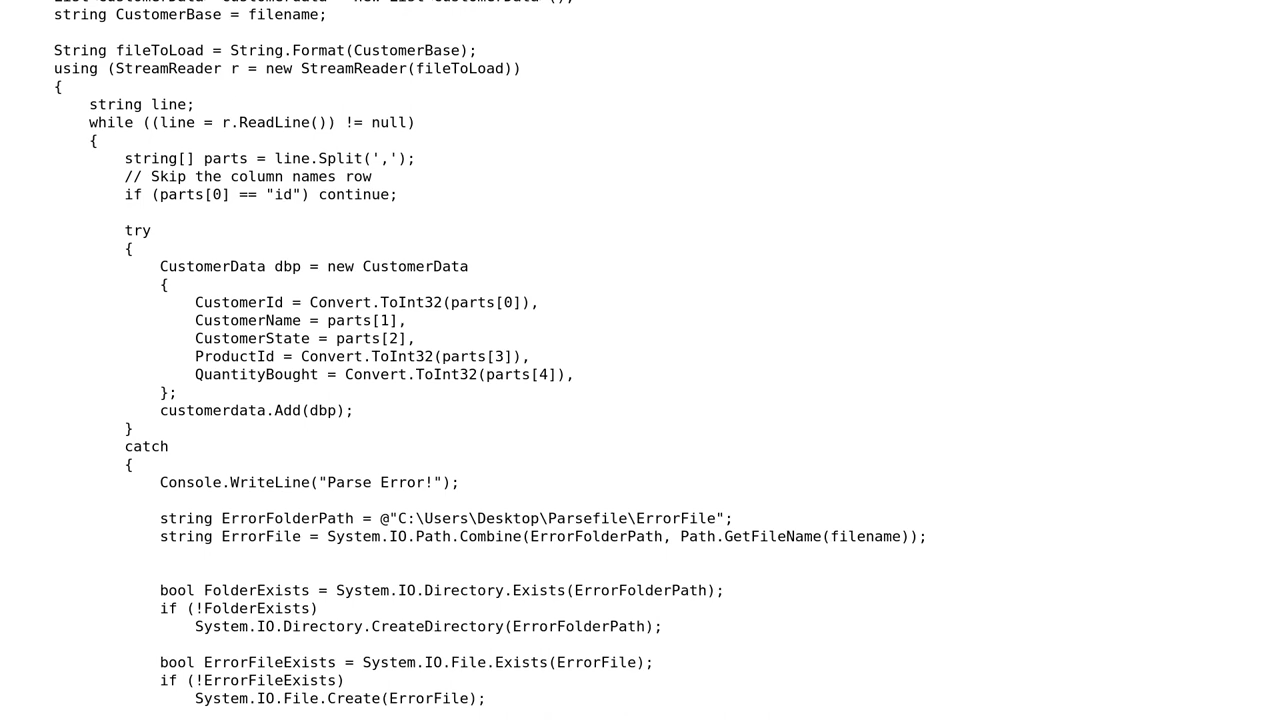 string CustomerBase = filename;
String fileToLoad = String.Format(CustomerBase);
using (StreamReader r = new StreamReader(fileToLoad))
{
string line;
while ((line = r.ReadLine()) != null)
{
string[] parts = line.Split(',');
// Skip the column names row
if (parts[0] == "id") continue;
try
{
CustomerData dbp = new CustomerData
{
CustomerId = Convert.ToInt32(parts[0]),
CustomerName = parts[1],
CustomerState = parts[2],
ProductId = Convert.ToInt32(parts[3]),
QuantityBought = Convert.ToInt32(parts[4]),
};
customerdata.Add(dbp);
}
catch
{
Console.WriteLine("Parse Error!");
string ErrorFolderPath = @"C:\Users\Desktop\Parsefile\ErrorFile";
string ErrorFile = System.IO.Path.Combine(ErrorFolderPath, Path.GetFileName(filename));
bool FolderExists = System.IO.Directory.Exists(ErrorFolderPath);
if (!FolderExists)
System.IO.Directory.CreateDirectory(ErrorFolderPath);
bool ErrorFileExists = System.IO.File.Exists(ErrorFile);
if (!ErrorFileExists)
System.IO.File.Create(ErrorFile);